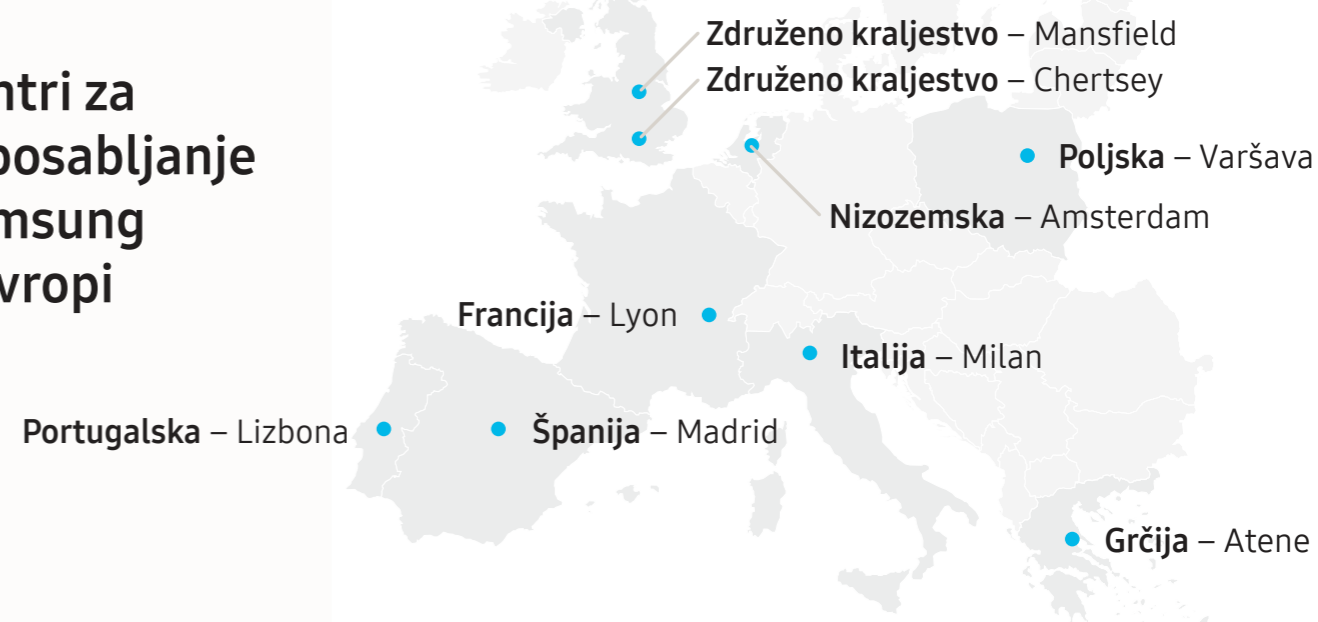 ntri za
posabljanje
msung
vropi
Združeno kraljestvo – Mansfield
Združeno kraljestvo – Chertsey
Poljska – Varšava
Nizozemska – Amsterdam
Francija – Lyon
Italija – Milan
Portugalska – Lizbona
Španija – Madrid
Grčija – Atene